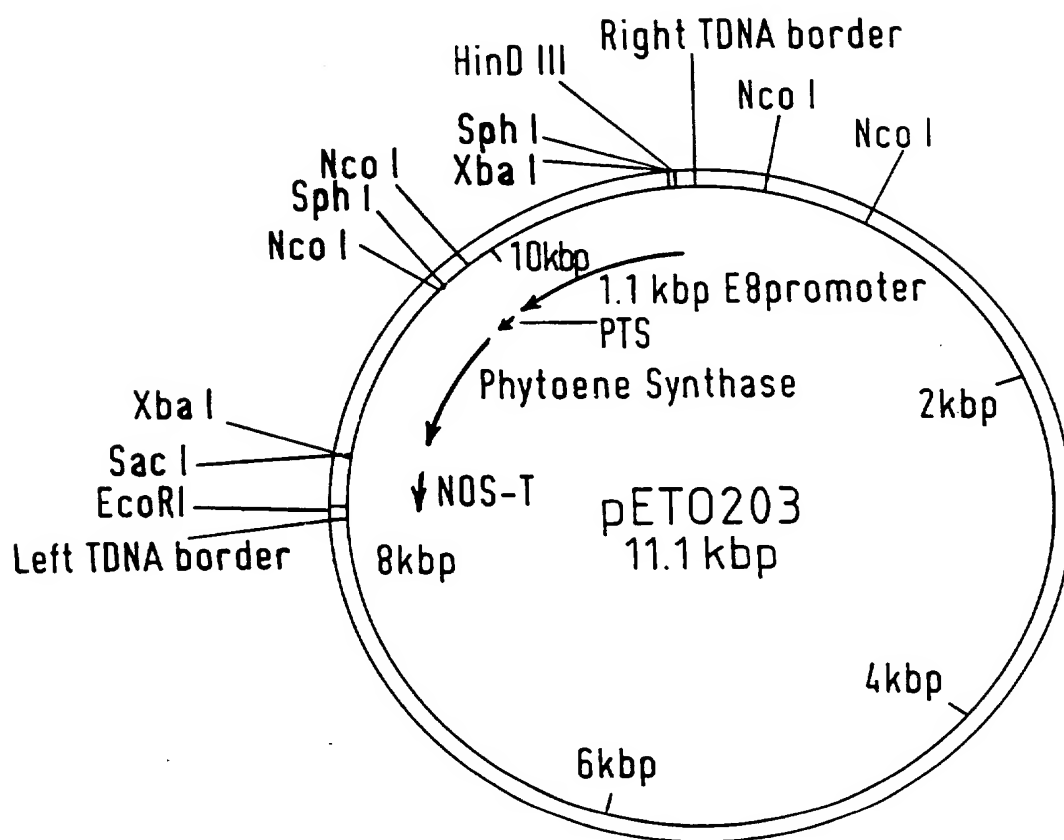 Right TDNA border
HinD III
Nco I
Nco I
Sph I
Xba I
Nco I
Sph I
Nco I
10kbp
1.1 kbp E8promoter
PTS
Phytoene Synthase
2kbp
Xba I
Sac I
EcoRI
Left TDNA border
NOS-T
pETO203
11.1 kbp
8kbp
4kbp
6kbp